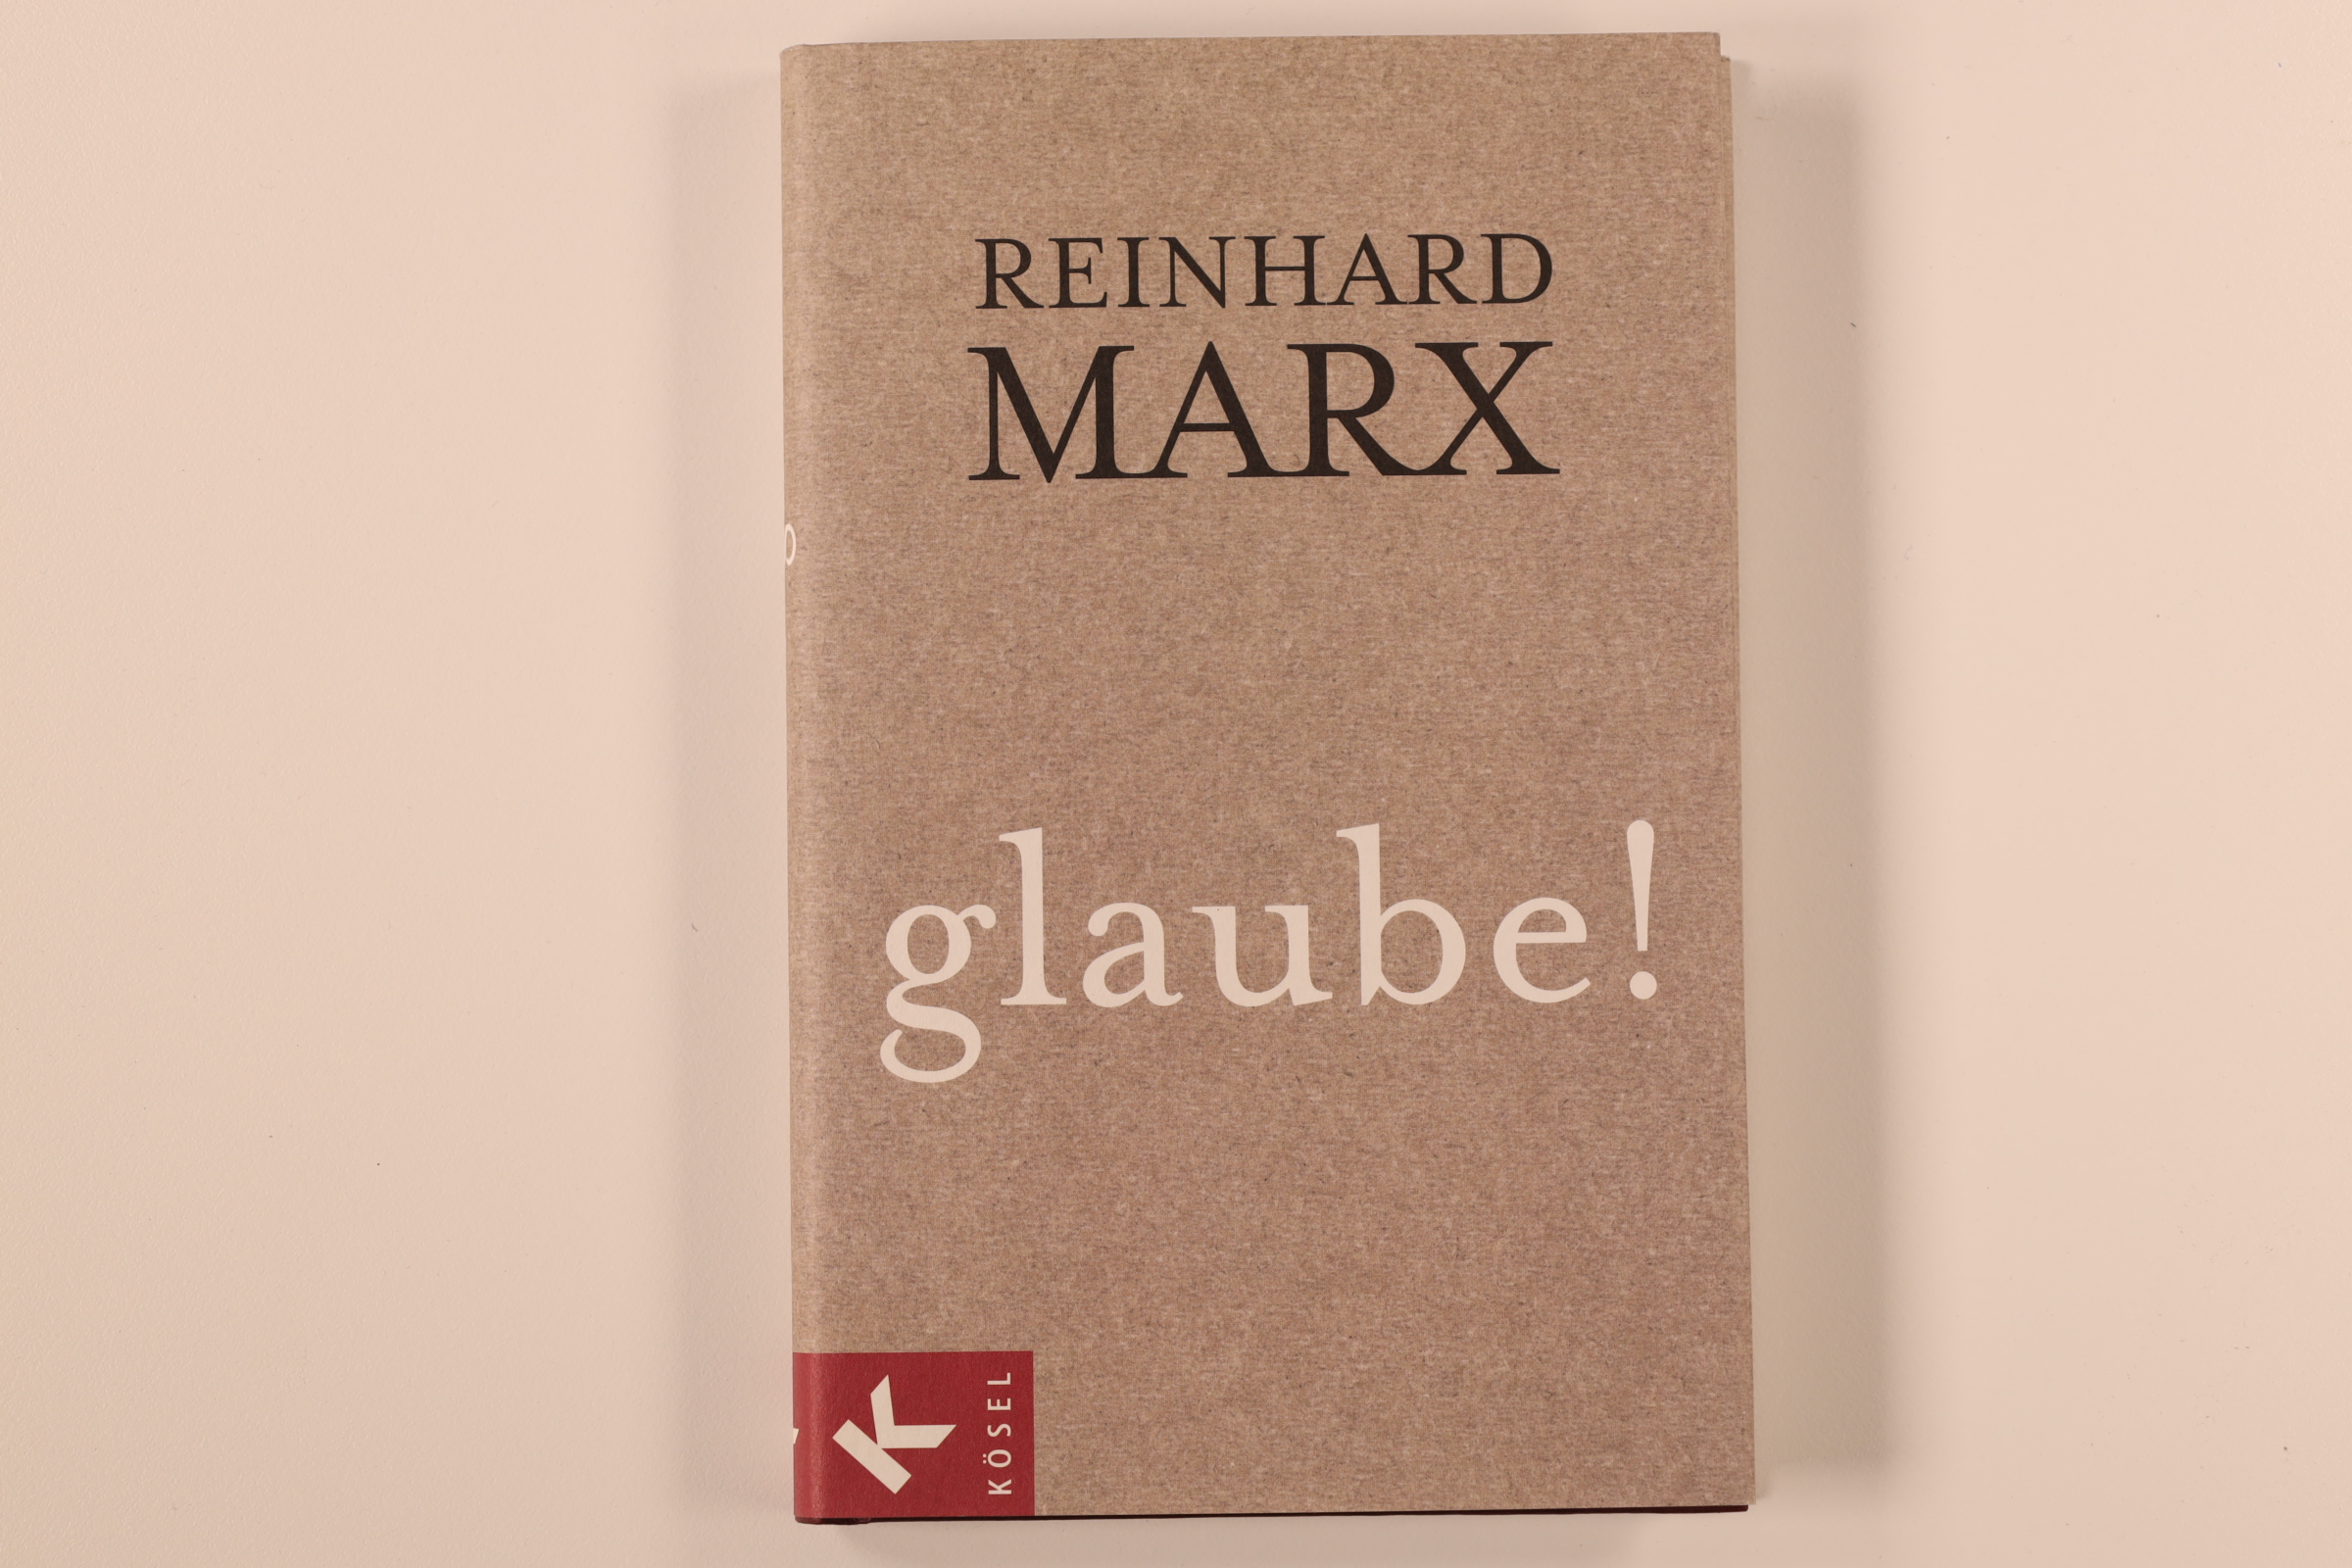 REINHARD
MARX
glaube!
KÖSEL